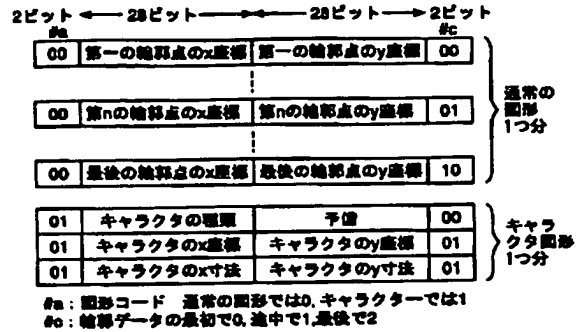 2ビット 28ビット 28ビット 2ビット
#a #c
00 第一の輪郭点のx座標 第一の輪郭点のy座標 00
00 第nの輪郭点のx座標 第nの輪郭点のy座標 01
00 最後の輪郭点のx座標 最後の輪郭点のy座標 10
通常の
図形
1つ分
01 キャラクタの種類 予備 00
01 キャラクタのx座標 キャラクタのy座標 01
01 キャラクタのx寸法 キャラクタのy寸法 01
キャラ
クタ図形
1つ分
#a:図形コード 通常の図形では0,キャラクターでは1
#c:輪郭データの最初で0,途中で1,最後で2